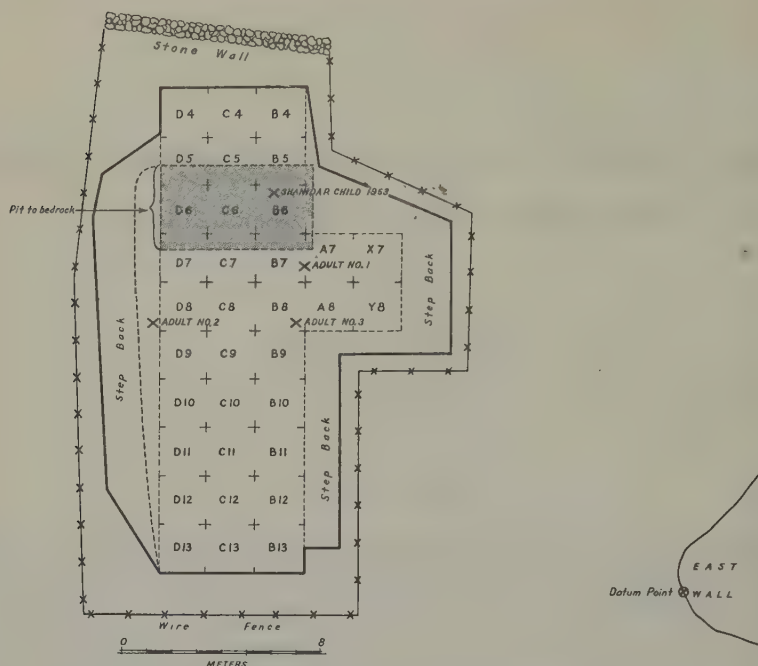 Stone Wall
D4 C4 B4
D5 C5 B5
SHANIDAR CHILD 1953
Pit to bedrock
D6 C6 B6
A7 X7
D7 C7 B7
ADULT NO. 1
D8 C8 B8 A8 Y8
ADULT NO. 2
ADULT NO. 3
Step Back
Step Back
D9 C9 B9
D10 C10 B10
Step Back
D11 C11 B11
D12 C12 B12
D13 C13 B13
EAST
Datum Point WALL
Wire Fence
0 8
METERS